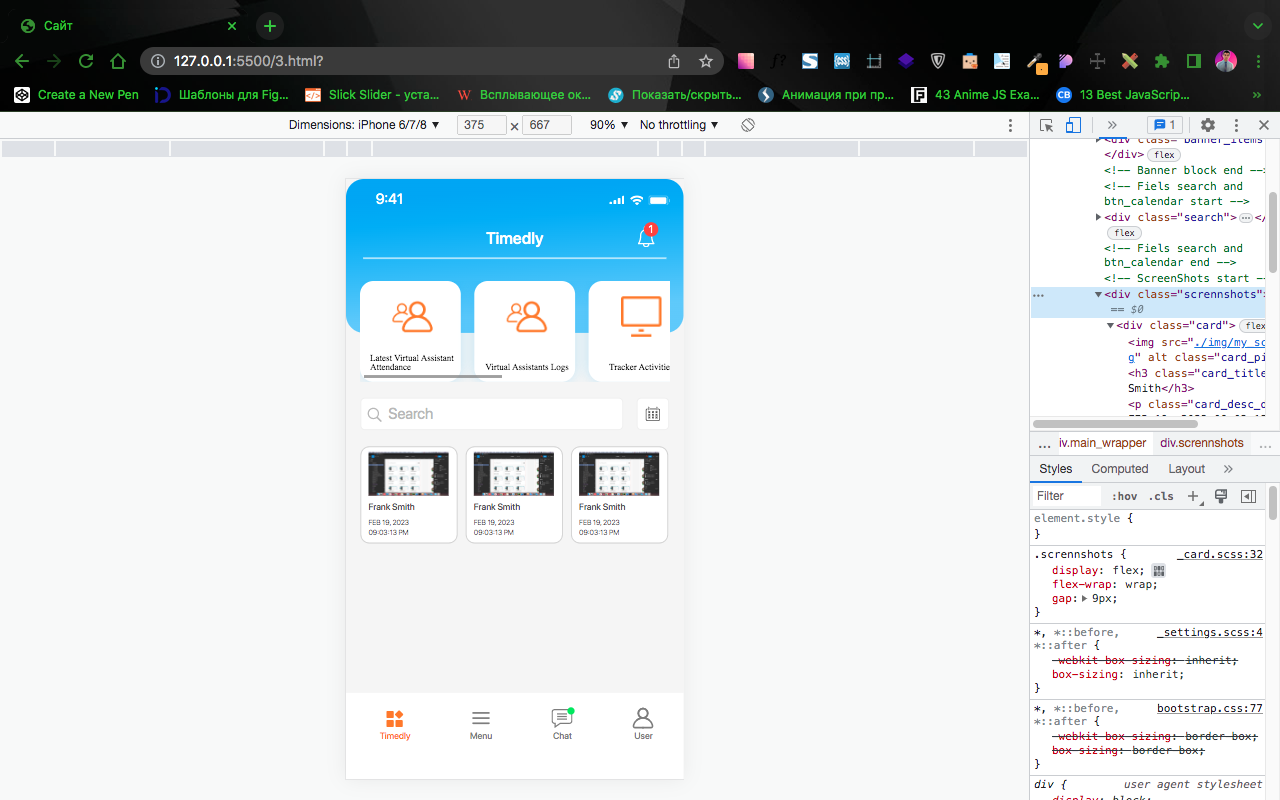 Сайт
127.0.0.1:5500/3.html?
Create a New Pen
Шаблоны для Fig...
Slick Slider - уста...
Всплывающее ок...
Показать/скрыть...
Анимация при пр...
43 Anime JS Exa...
13 Best JavaScrip...
Dimensions: iPhone 6/7/8 375 × 667 90% No throttling
1
9:41
Timedly
1
Latest Virtual Assistant
Attendance
Virtual Assistants Logs
Tracker Activitie
Search
Frank Smith
FEB 19, 2023
09:03:13 PM
Frank Smith
FEB 19, 2023
09:03:13 PM
Frank Smith
FEB 19, 2023
09:03:13 PM
Timedly
Menu
Chat
User
<div class="banner_items
</div> flex
<!-- Banner block end -->
<!-- Fiels search and
btn_calendar start -->
<div class="search"> ⋯ </
flex
<!-- Fiels search and
btn_calendar end -->
<!-- ScreenShots start --
<div class="scrennshots">
== $0
<div class="card"> flex
<img src="./img/my_sc
g" alt class="card_pi
<h3 class="card_title
Smith</h3>
<p class="card_desc_d
... iv.main_wrapper div.scrennshots ...
Styles Computed Layout
Filter :hov .cls
element.style {
}
.scrennshots { _card.scss:32
display: flex;
flex-wrap: wrap;
gap: 9px;
}
*, *::before, _settings.scss:4
*::after {
-webkit-box-sizing: inherit;
box-sizing: inherit;
}
*, *::before, bootstrap.css:77
*::after {
-webkit-box-sizing: border-box;
box-sizing: border-box;
}
div { user agent stylesheet
display: block;